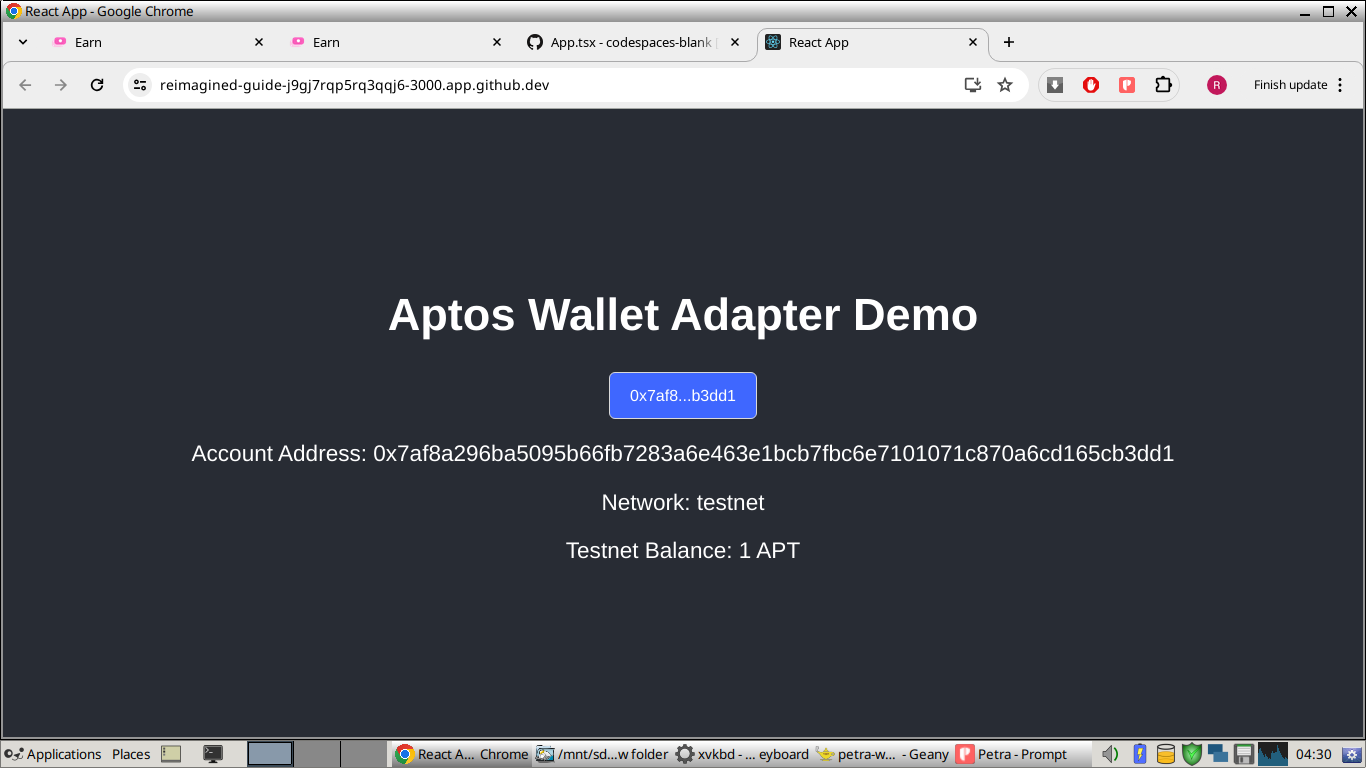 React App - Google Chrome
Earn
Earn
App.tsx - codespaces-blank
React App
reimagined-guide-j9gj7rqp5rq3qqj6-3000.app.github.dev
R
Finish update
Aptos Wallet Adapter Demo
0x7af8...b3dd1
Account Address: 0x7af8a296ba5095b66fb7283a6e463e1bcb7fbc6e7101071c870a6cd165cb3dd1
Network: testnet
Testnet Balance: 1 APT
Applications Places React A... Chrome /mnt/sd...w folder xvkbd - ... eyboard petra-w... - Geany Petra - Prompt 04:30